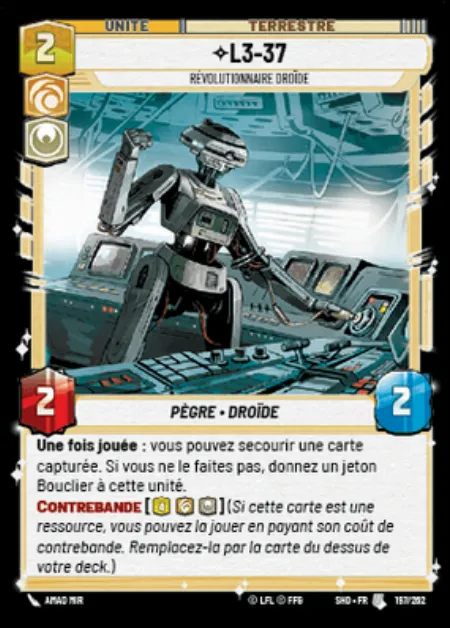 UNITÉ TERRESTRE
2
✧L3-37
RÉVOLUTIONNAIRE DROÏDE
2
PÈGRE • DROÏDE
2
Une fois jouée : vous pouvez secourir une carte
capturée. Si vous ne le faites pas, donnez un jeton
Bouclier à cette unité.
CONTREBANDE [4] (Si cette carte est une
ressource, vous pouvez la jouer en payant son coût de
contrebande. Remplacez-la par la carte du dessus de
votre deck.)
AMAD MIR © LFL © FFG SHD • FR 197/262